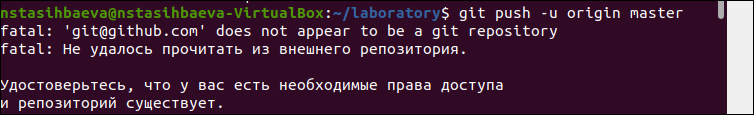 nstasihbaeva@nstasihbaeva-VirtualBox:~/laboratory$ git push -u origin master
fatal: 'git@github.com' does not appear to be a git repository
fatal: Не удалось прочитать из внешнего репозитория.
Удостоверьтесь, что у вас есть необходимые права доступа
и репозиторий существует.